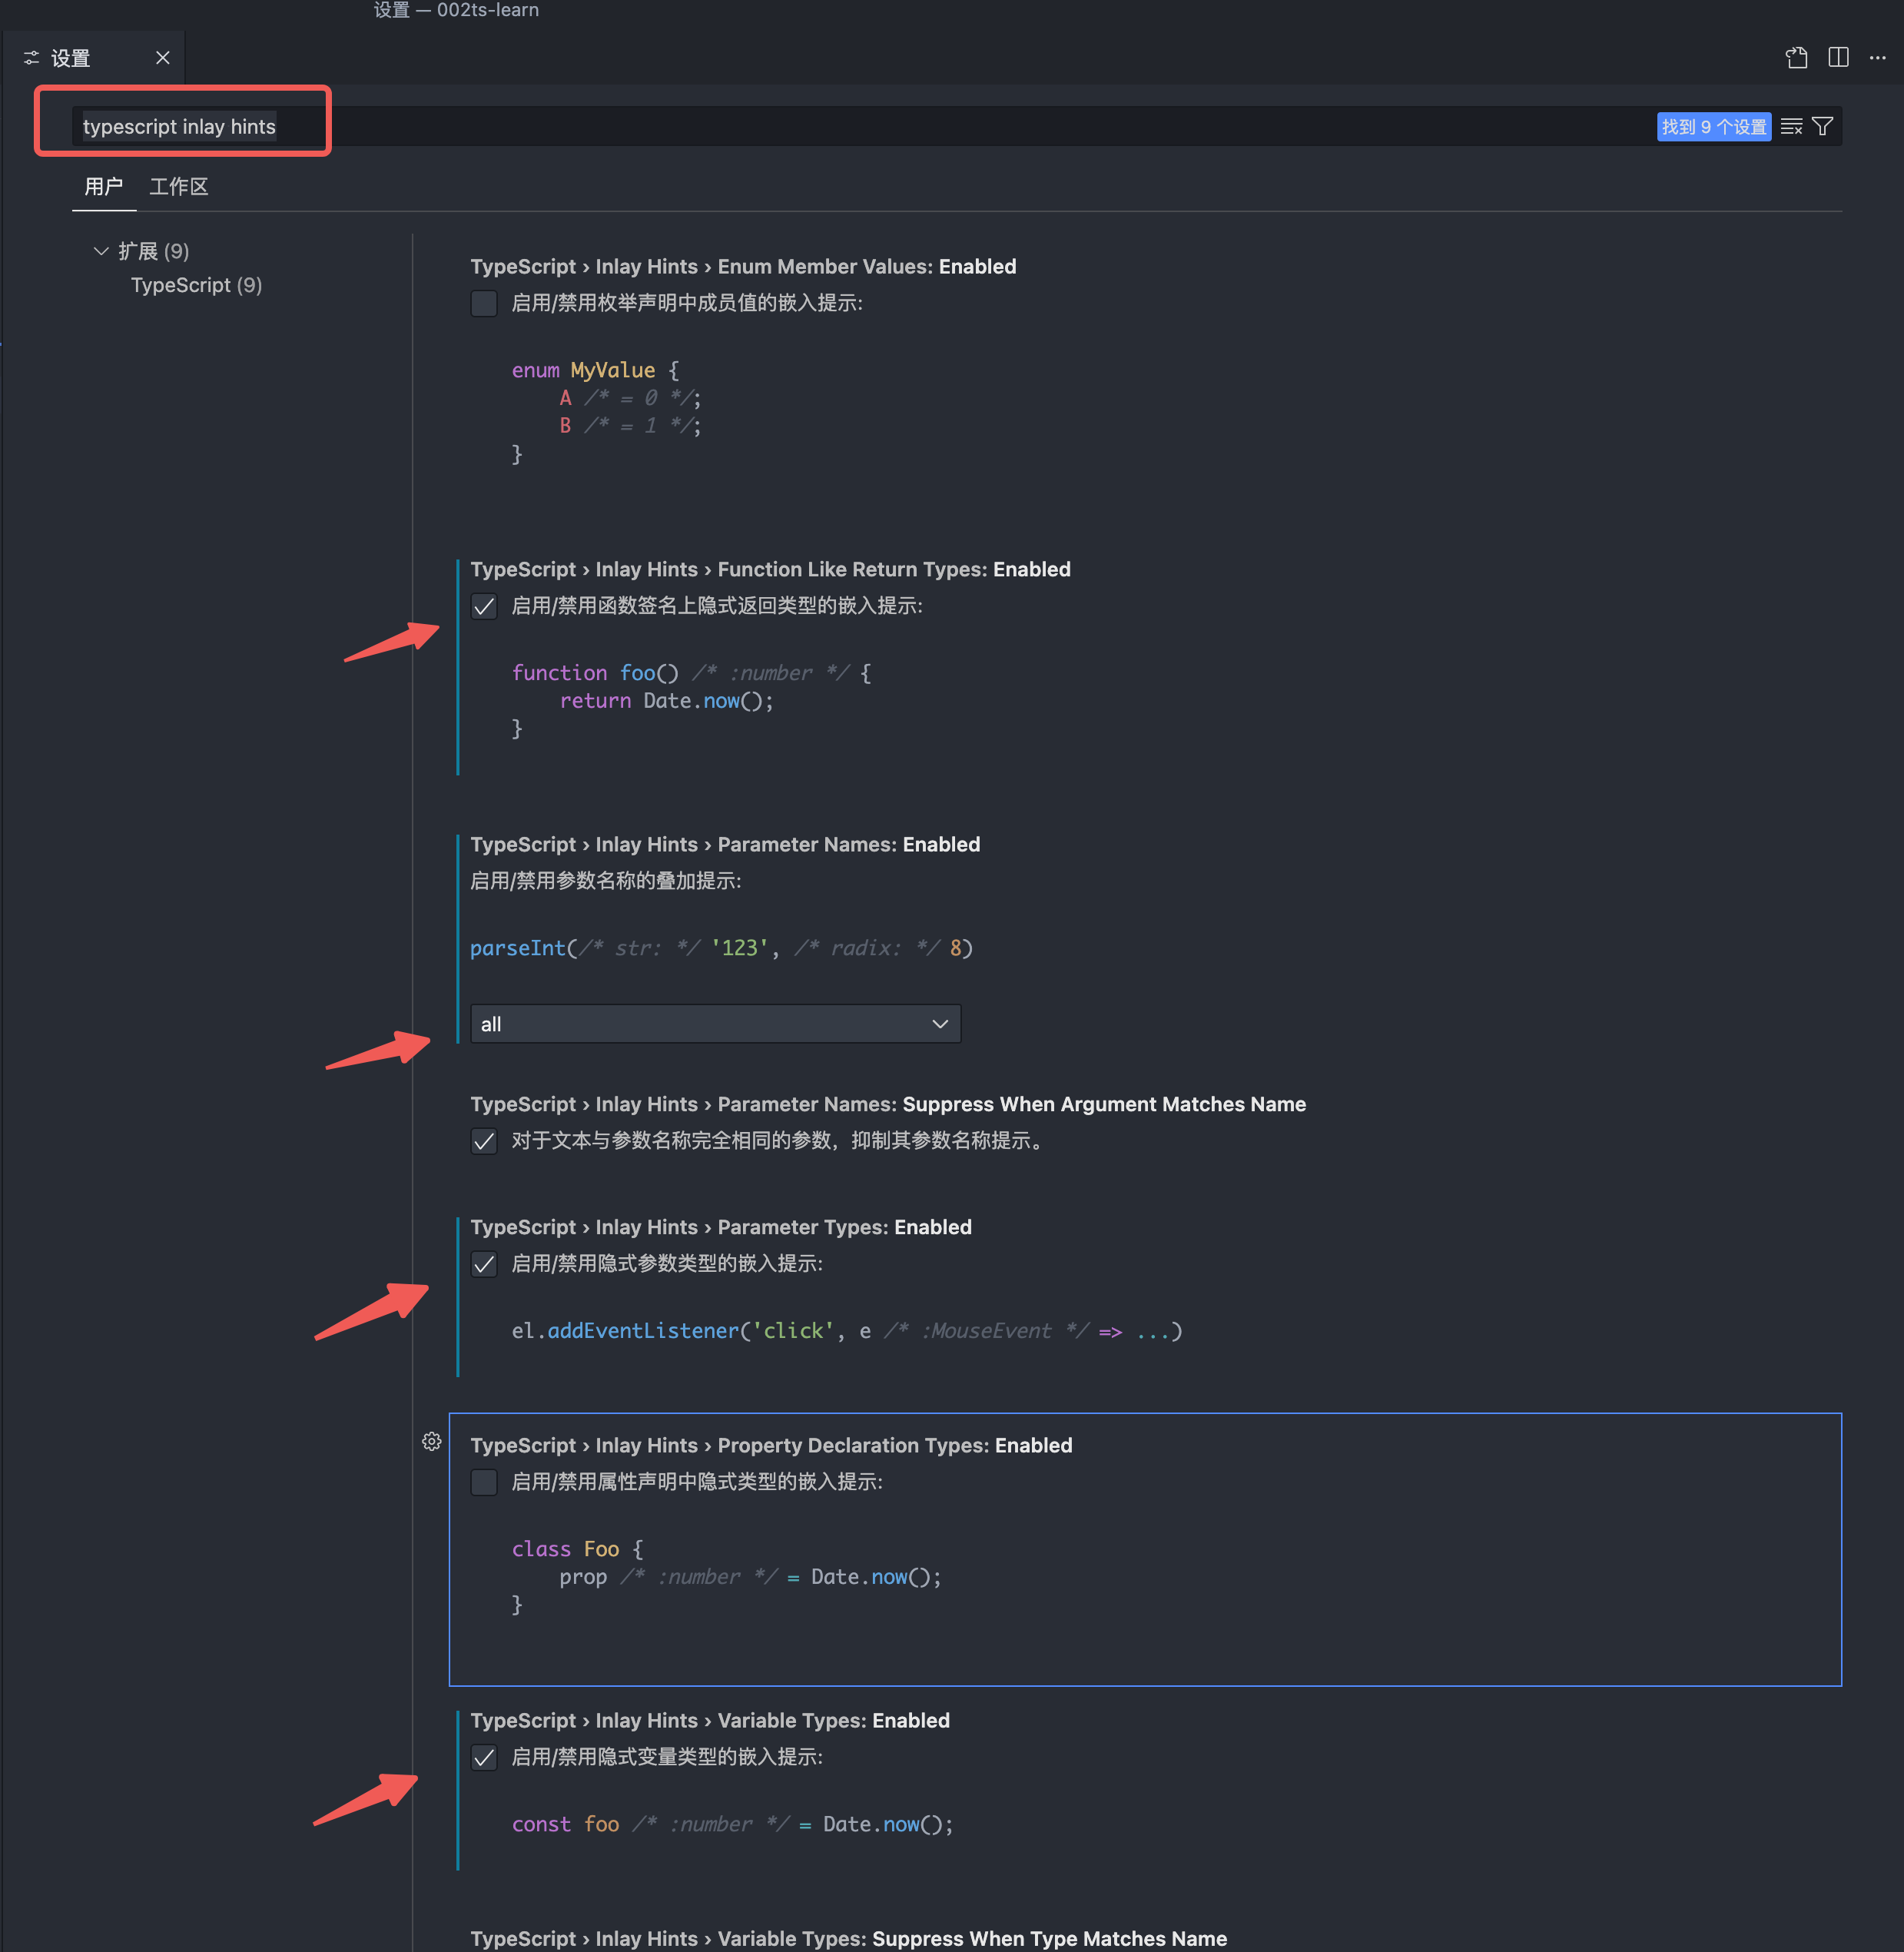 设置 — 002ts-learn
设置
typescript inlay hints
找到 9 个设置
用户 工作区
扩展 (9)
TypeScript (9)
TypeScript › Inlay Hints › Enum Member Values: Enabled
启用/禁用枚举声明中成员值的嵌入提示:
enum MyValue {
A /* = 0 */;
B /* = 1 */;
}
TypeScript › Inlay Hints › Function Like Return Types: Enabled
启用/禁用函数签名上隐式返回类型的嵌入提示:
function foo() /* :number */ {
return Date.now();
}
TypeScript › Inlay Hints › Parameter Names: Enabled
启用/禁用参数名称的叠加提示:
parseInt(/* str: */ '123', /* radix: */ 8)
all
TypeScript › Inlay Hints › Parameter Names: Suppress When Argument Matches Name
对于文本与参数名称完全相同的参数，抑制其参数名称提示。
TypeScript › Inlay Hints › Parameter Types: Enabled
启用/禁用隐式参数类型的嵌入提示:
el.addEventListener('click', e /* :MouseEvent */ => ...)
TypeScript › Inlay Hints › Property Declaration Types: Enabled
启用/禁用属性声明中隐式类型的嵌入提示:
class Foo {
prop /* :number */ = Date.now();
}
TypeScript › Inlay Hints › Variable Types: Enabled
启用/禁用隐式变量类型的嵌入提示:
const foo /* :number */ = Date.now();
TypeScript › Inlay Hints › Variable Types: Suppress When Type Matches Name